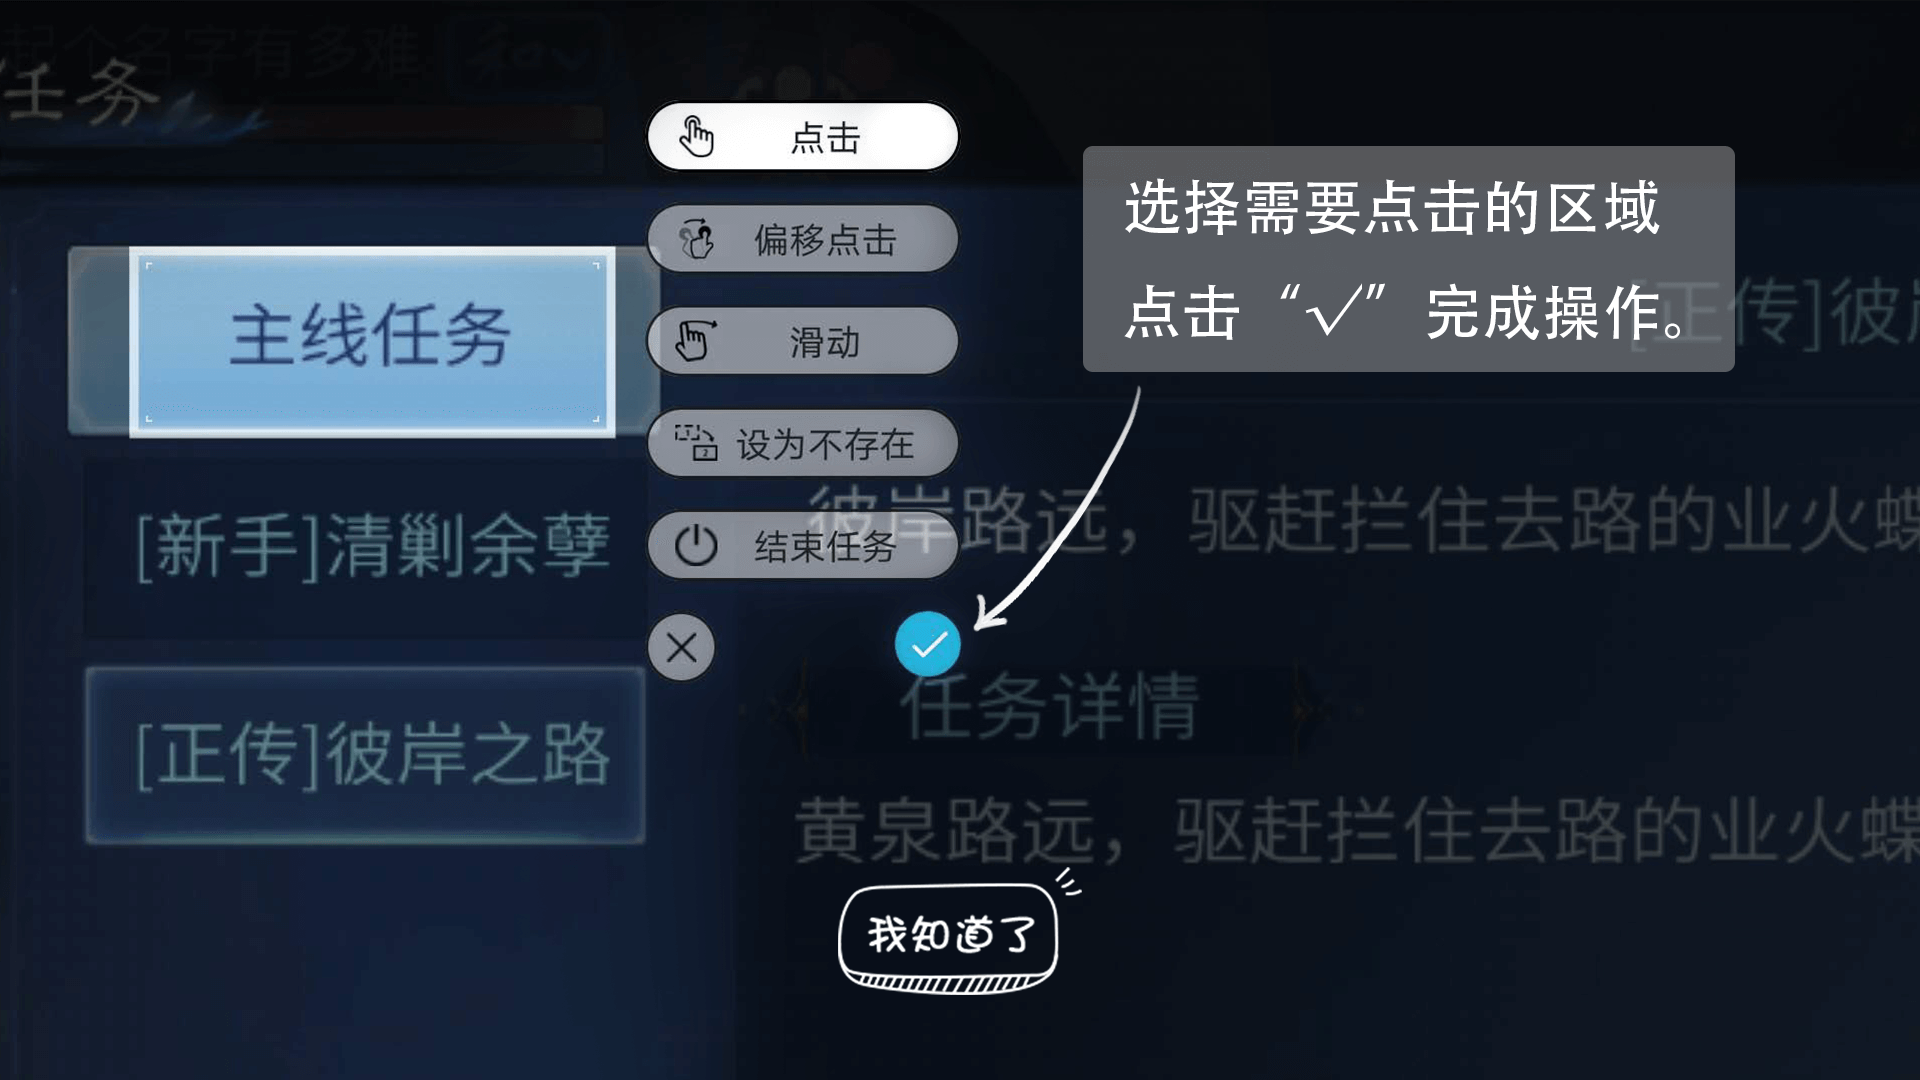 起个名字有多难
任务
点击
偏移点击
滑动
设为不存在
结束任务
选择需要点击的区域
点击“√”完成操作。
主线任务
[新手]清剿余孽
[正传]彼岸之路
[正传]彼岸
彼岸路远，驱赶拦住去路的业火蝶
任务详情
黄泉路远，驱赶拦住去路的业火蝶
我知道了